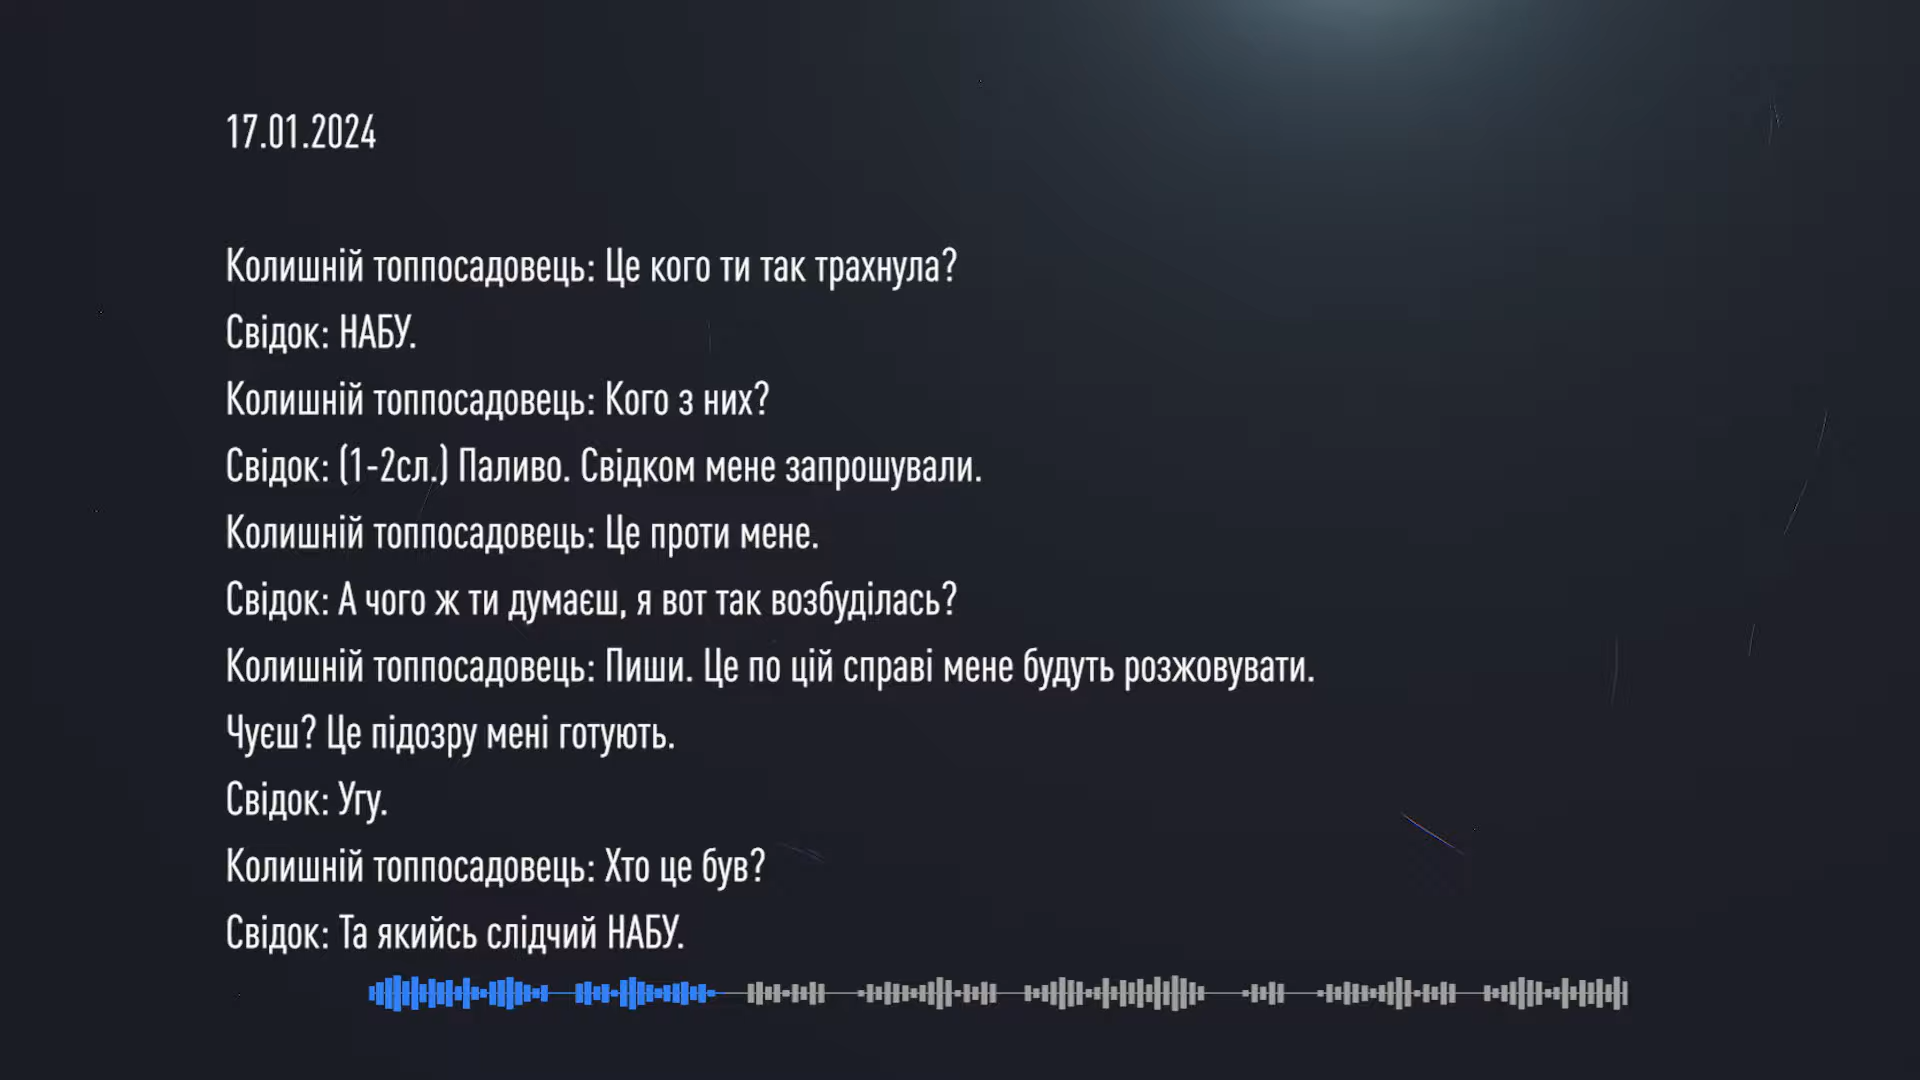 17.01.2024
Колишній топпосадовець: Це кого ти так трахнула?
Свідок: НАБУ.
Колишній топпосадовець: Кого з них?
Свідок: (1-2сл.) Паливо. Свідком мене запрошували.
Колишній топпосадовець: Це проти мене.
Свідок: А чого ж ти думаєш, я вот так возбуділась?
Колишній топпосадовець: Пиши. Це по цій справі мене будуть розжовувати.
Чуєш? Це підозру мені готують.
Свідок: Угу.
Колишній топпосадовець: Хто це був?
Свідок: Та якийсь слідчий НАБУ.